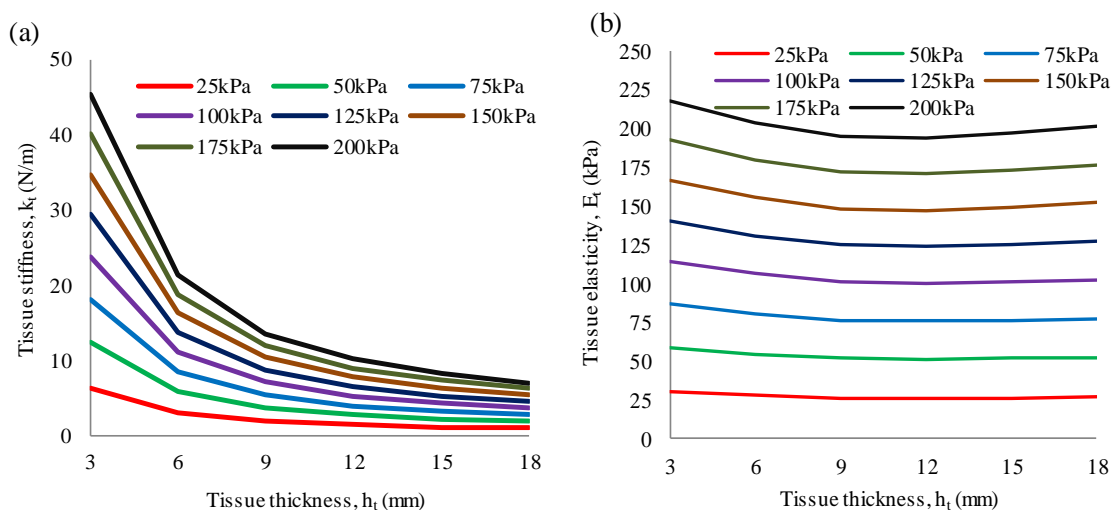 (a)
50
40
30
20
10
0
Tissue stiffness, kₜ (N/m)
25kPa 50kPa 75kPa
100kPa 125kPa 150kPa
175kPa 200kPa
3 6 9 12 15 18
Tissue thickness, hₜ (mm)
(b)
250
225
200
175
150
125
100
75
50
25
0
Tissue elasticity, Eₜ (kPa)
25kPa 50kPa 75kPa
100kPa 125kPa 150kPa
175kPa 200kPa
3 6 9 12 15 18
Tissue thickness, hₜ (mm)